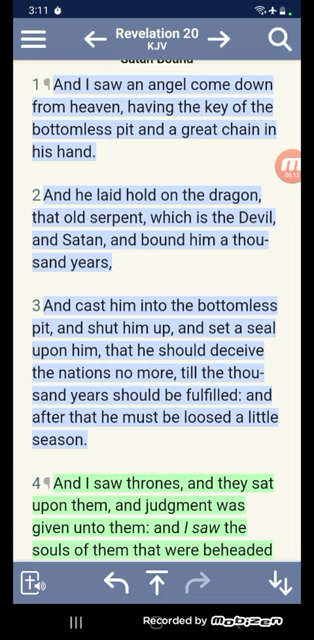 3:11
Revelation 20
KJV
Satan Bound
1 ¶ And I saw an angel come down
from heaven, having the key of the
bottomless pit and a great chain in
his hand.
2 And he laid hold on the dragon,
that old serpent, which is the Devil,
and Satan, and bound him a thou-
sand years,
3 And cast him into the bottomless
pit, and shut him up, and set a seal
upon him, that he should deceive
the nations no more, till the thou-
sand years should be fulfilled: and
after that he must be loosed a little
season.
4 ¶ And I saw thrones, and they sat
upon them, and judgment was
given unto them: and I saw the
souls of them that were beheaded
Recorded by mobizen